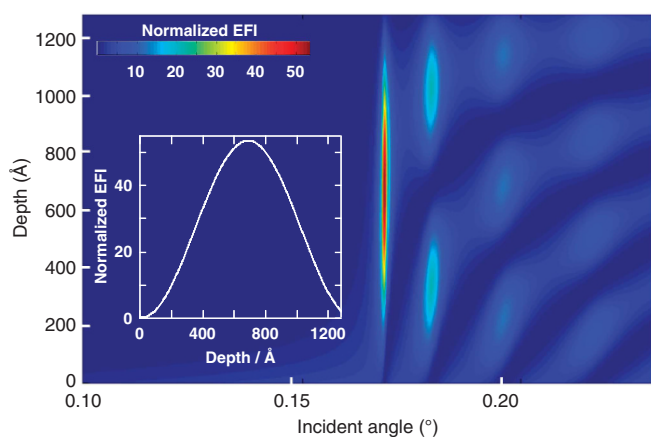 Normalized EFI
10 20 30 40 50
1200
1000
800
600
400
200
0
Depth (Å)
Normalized EFI
40
20
0
0 400 800 1200
Depth / Å
0.10 0.15 0.20
Incident angle (°)